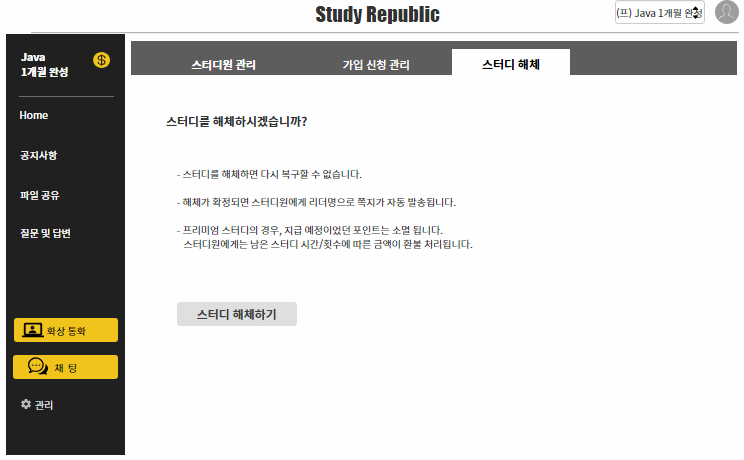 Study Republic
(프) Java 1개월 완성
Java
1개월 완성
$
스터디원 관리
가입 신청 관리
스터디 해체
Home
공지사항
파일 공유
질문 및 답변
화상 통화
채 팅
관리
스터디를 해체하시겠습니까?
- 스터디를 해체하면 다시 복구할 수 없습니다.
- 해체가 확정되면 스터디원에게 리더명으로 쪽지가 자동 발송됩니다.
- 프리미엄 스터디의 경우, 지급 예정이었던 포인트는 소멸 됩니다.
스터디원에게는 남은 스터디 시간/횟수에 따른 금액이 환불 처리됩니다.
스터디 해체하기